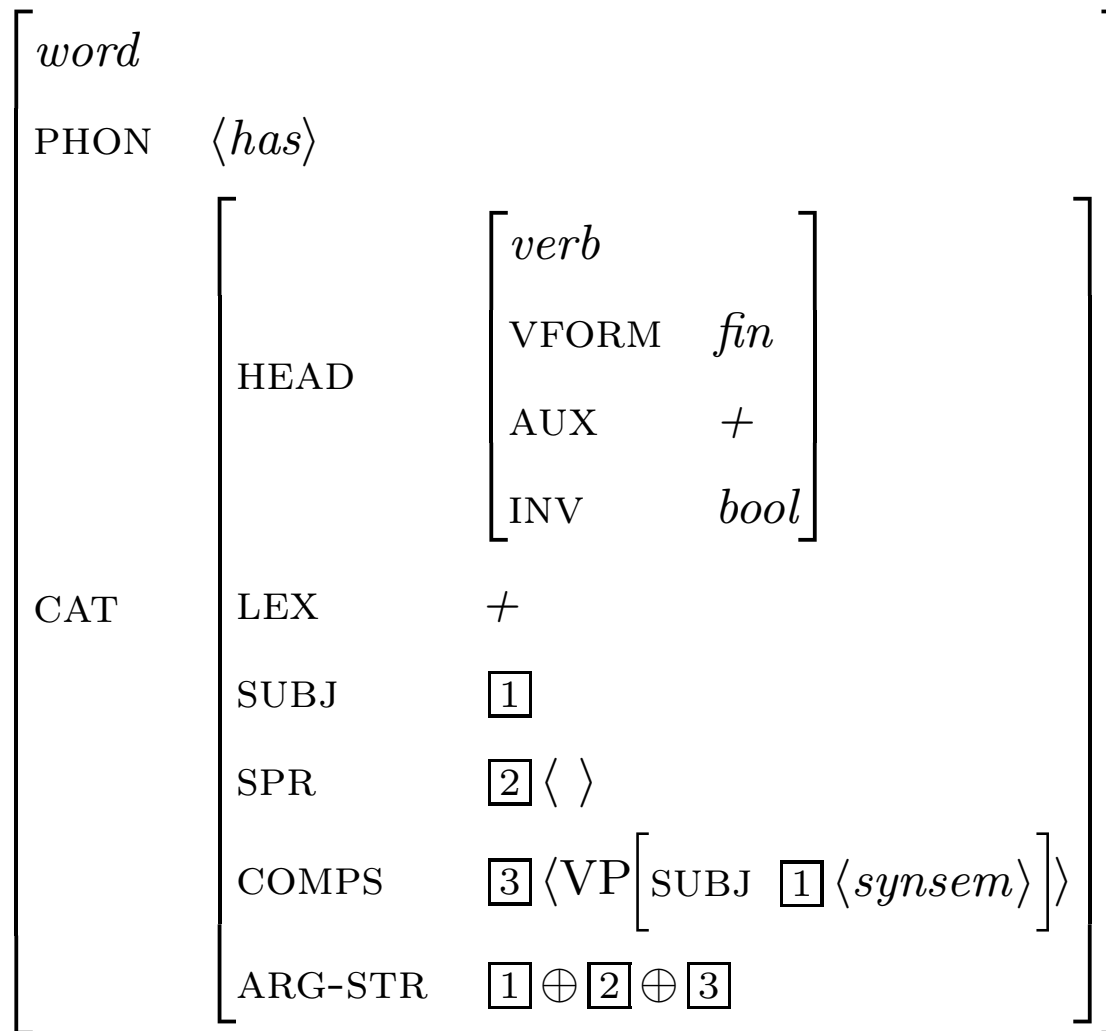 word
PHON ⟨has⟩
verb
VFORM fin
HEAD
AUX +
INV bool
CAT LEX +
SUBJ 1
SPR 2 ⟨ ⟩
COMPS 3 ⟨VP[SUBJ 1 ⟨synsem⟩]⟩
ARG-STR 1 ⊕ 2 ⊕ 3